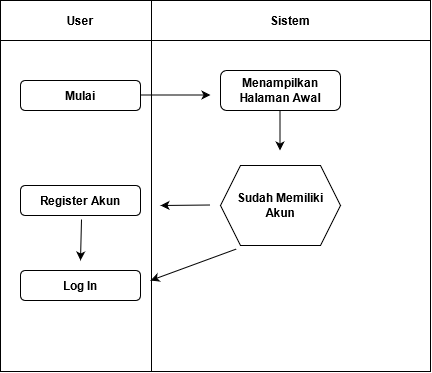 User
Sistem
Mulai
Menampilkan
Halaman Awal
Register Akun
Sudah Memiliki
Akun
Log In